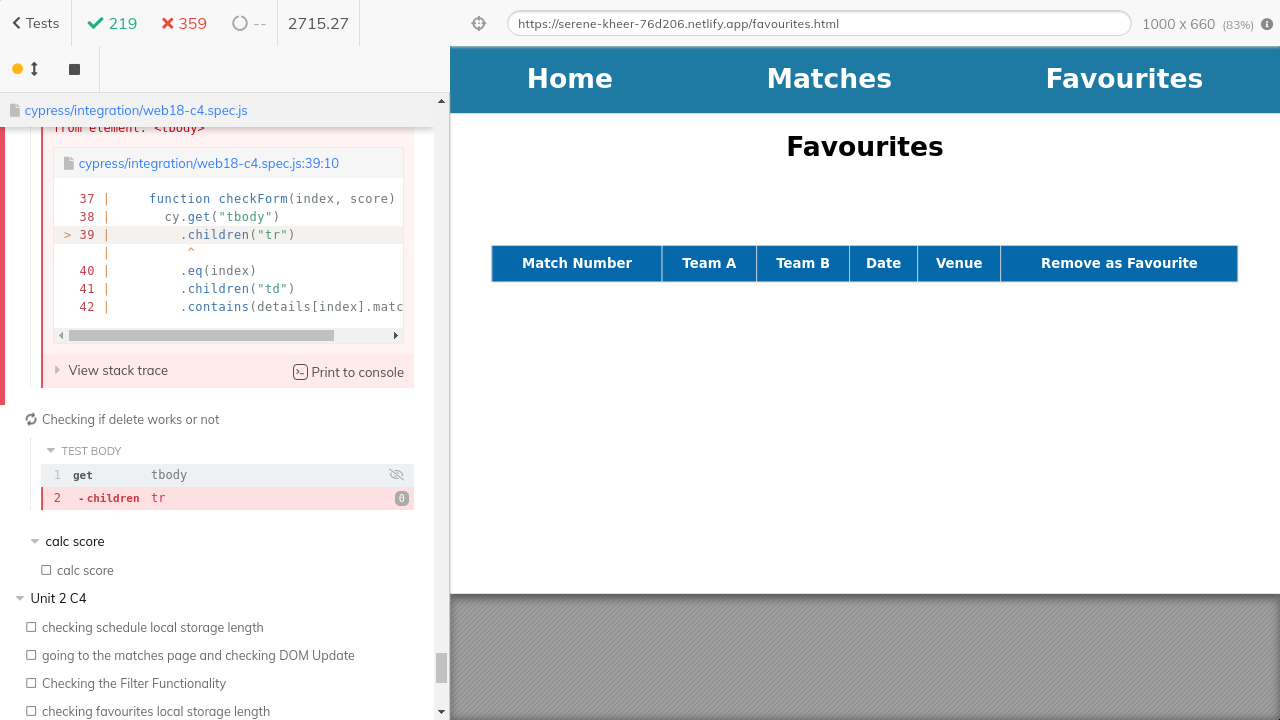 Tests
219
359
--
2715.27
https://serene-kheer-76d206.netlify.app/favourites.html
1000 x 660 (83%)
cypress/integration/web18-c4.spec.js
from element: <tbody>
cypress/integration/web18-c4.spec.js:39:10
37 |     function checkForm(index, score)
38 |       cy.get("tbody")
> 39 |         .children("tr")
|          ^
40 |         .eq(index)
41 |         .children("td")
42 |         .contains(details[index].matc
View stack trace
Print to console
Checking if delete works or not
TEST BODY
1 get tbody
2 -children tr 0
calc score
calc score
Unit 2 C4
checking schedule local storage length
going to the matches page and checking DOM Update
Checking the Filter Functionality
checking favourites local storage length
Home Matches Favourites
Favourites
Match Number Team A Team B Date Venue Remove as Favourite